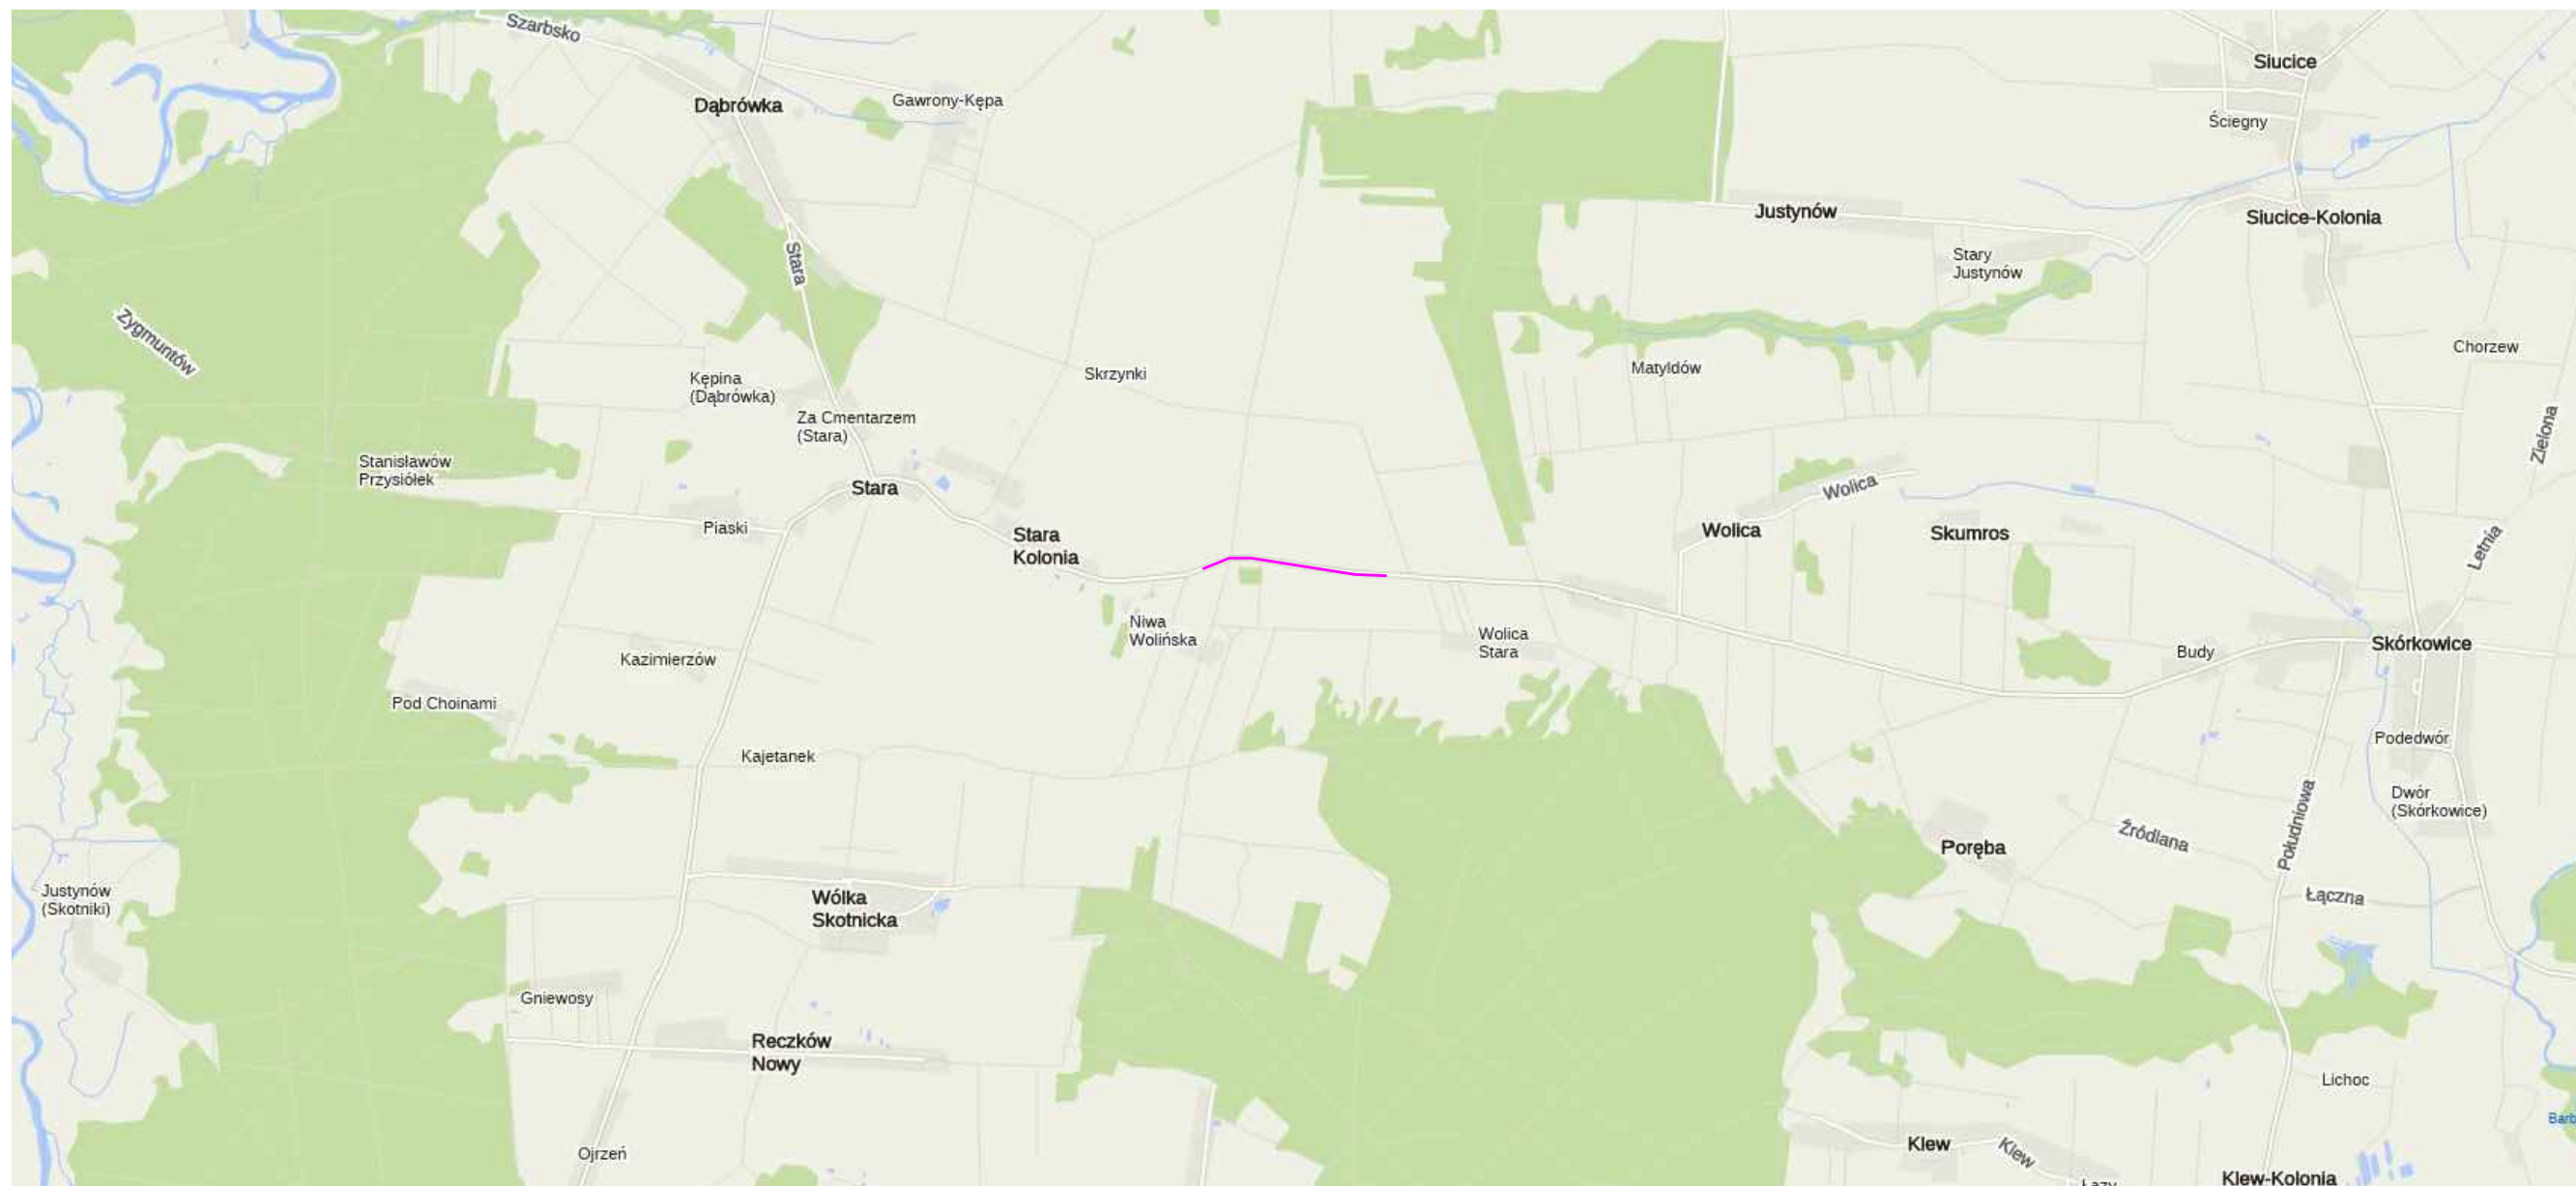 Szarbsko
Siucice
Dąbrówka
Gawrony-Kępa
Ściegny
Justynów
Siucice-Kolonia
Stara
Stary
Justynów
Zygmuntów
Chorzew
Skrzynki
Matyldów
Kępina
(Dąbrówka)
Za Cmentarzem
(Stara)
Zielona
Stanisławów
Przysiółek
Stara
Wolica
Piaski
Stara
Kolonia
Wolica
Skumros
Letnia
Niwa
Wolińska
Wolica
Stara
Skórkowice
Budy
Kazimierzów
Pod Choinami
Podedwór
Kajetanek
Dwór
(Skórkowice)
Południowa
Źródlana
Poręba
Justynów
(Skotniki)
Wólka
Skotnicka
Łączna
Gniewosy
Reczków
Nowy
Lichoc
Barb
Ojrzeń
Klew
Klew
Klew-Kolonia
Łazy